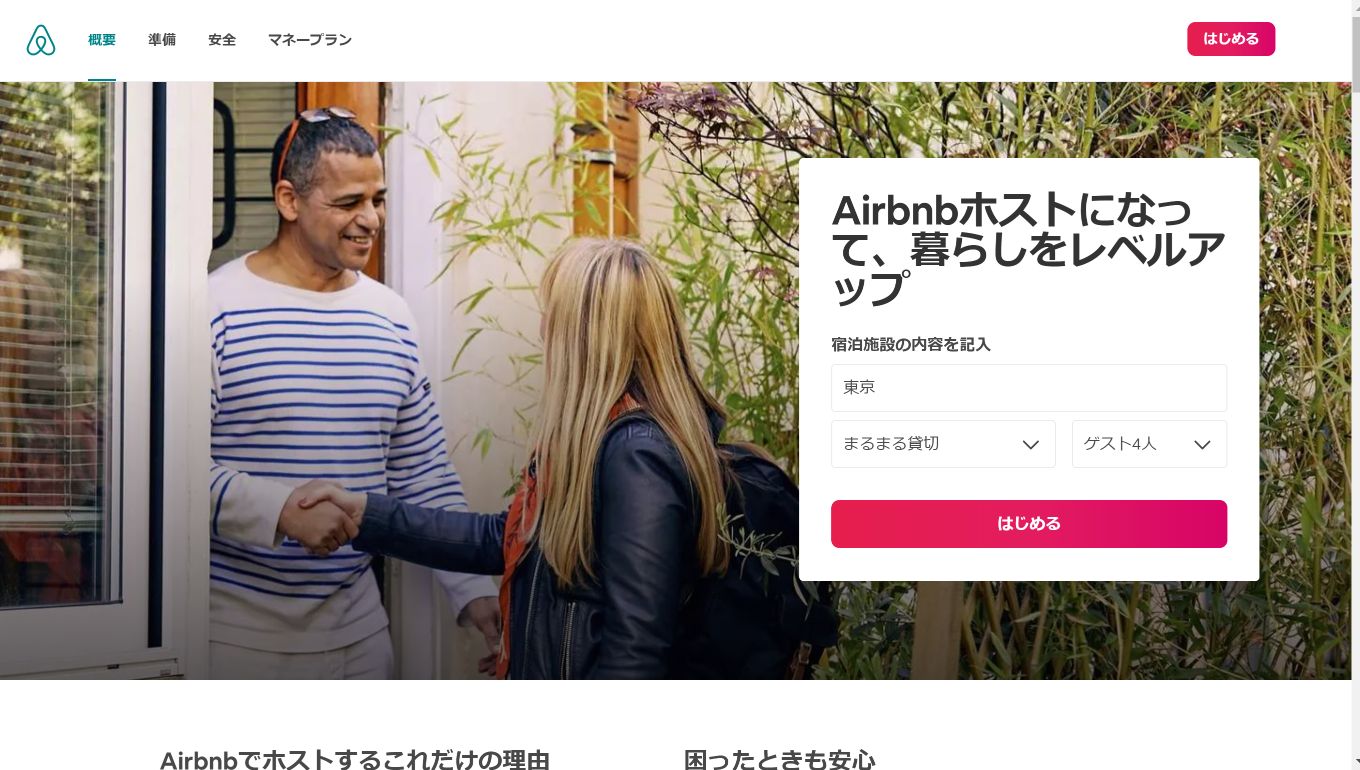 概要
準備
安全
マネープラン
はじめる
Airbnbホストになっ
て、暮らしをレベルア
ップ
宿泊施設の内容を記入
東京
まるまる貸切
ゲスト4人
はじめる
Airbnbでホストするこれだけの理由
困ったときも安心